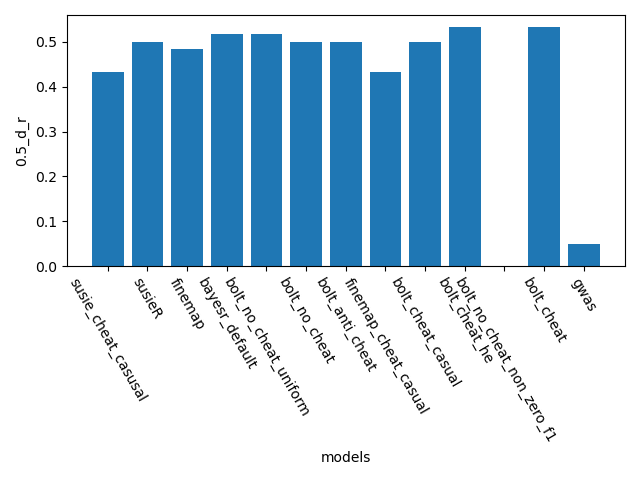 0.5
0.4
0.3
0.2
0.1
0.0
0.5_d_r
susie_cheat_casusal
susieR
finemap
bayesr_default
bolt_no_cheat_uniform
bolt_no_cheat
bolt_anti_cheat
finemap_cheat_casual
bolt_cheat_casual
bolt_cheat_he
bolt_no_cheat_non_zero_f1
bolt_cheat
gwas
models